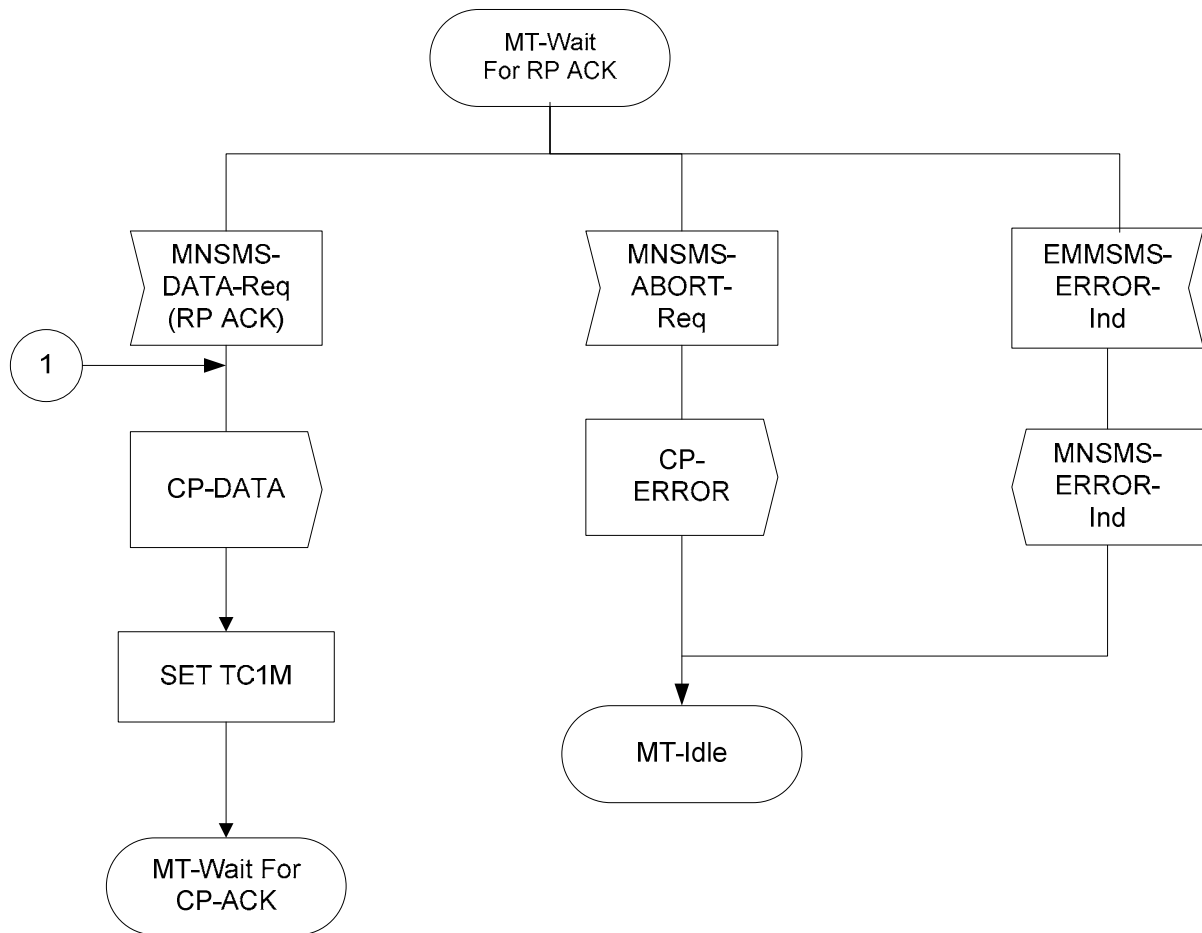 MT-Wait
For RP ACK
MNSMS-
DATA-Req
(RP ACK)
MNSMS-
ABORT-
Req
EMMSMS-
ERROR-
Ind
1
CP-DATA
CP-
ERROR
MNSMS-
ERROR-
Ind
SET TC1M
MT-Idle
MT-Wait For
CP-ACK